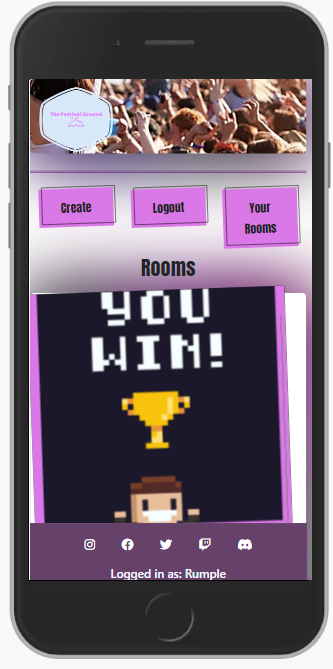 The Festival Ground
Create
Logout
Your
Rooms
Rooms
YOU
WIN!
Logged in as: Rumple